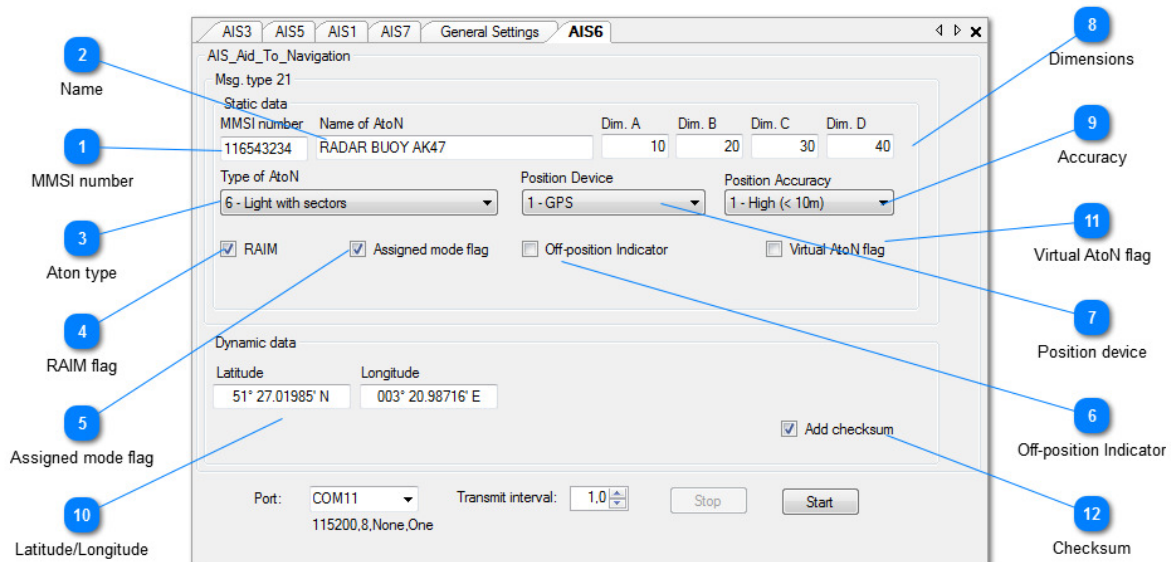 AIS3 AIS5 AIS1 AIS7 General Settings AIS6
AIS_Aid_To_Navigation
Msg. type 21
Static data
MMSI number Name of AtoN Dim. A Dim. B Dim. C Dim. D
116543234 RADAR BUOY AK47 10 20 30 40
Type of AtoN Position Device Position Accuracy
6 - Light with sectors 1 - GPS 1 - High (< 10m)
RAIM Assigned mode flag Off-position Indicator Virtual AtoN flag
Dynamic data
Latitude Longitude
51° 27.01985' N 003° 20.98716' E
Add checksum
Port: COM11 Transmit interval: 1,0 Stop Start
115200,8,None,One
2
Name
1
MMSI number
3
Aton type
4
RAIM flag
5
Assigned mode flag
10
Latitude/Longitude
8
Dimensions
9
Accuracy
11
Virtual AtoN flag
7
Position device
6
Off-position Indicator
12
Checksum